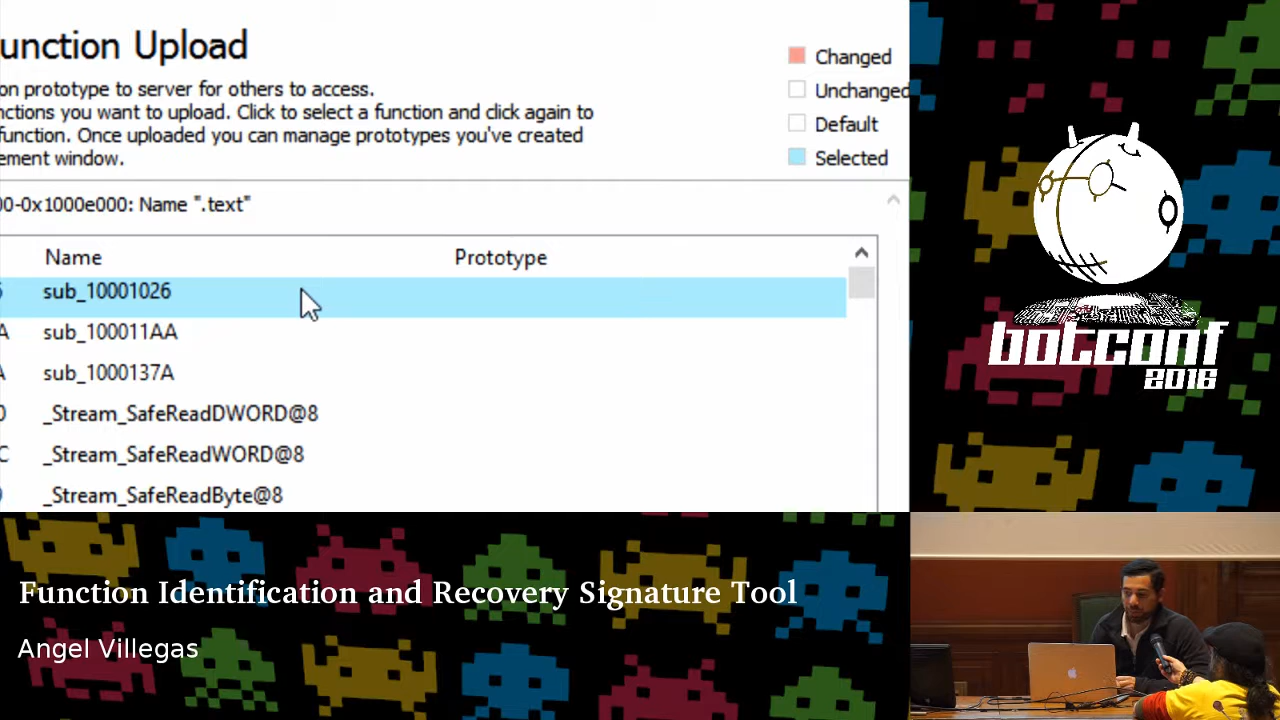 unction Upload
on prototype to server for others to access.
nctions you want to upload. Click to select a function and click again to
function. Once uploaded you can manage prototypes you've created
ement window.
Changed
Unchanged
Default
Selected
00-0x1000e000: Name ".text"
Name Prototype
sub_10001026
A sub_100011AA
A sub_1000137A
0 _Stream_SafeReadDWORD@8
C _Stream_SafeReadWORD@8
_Stream_SafeReadByte@8
botconf
2016
Function Identification and Recovery Signature Tool
Angel Villegas